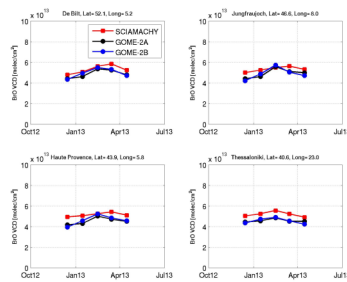 De Bilt, Lat=52.1, Long=5.2
x 10^13
BrO VCD [molec/cm²]
10
8
6
4
2
0
SCIAMACHY
GOME-2A
GOME-2B
Oct12 Jan13 Apr13 Jul13
Jungfraujoch, Lat=46.6, Long=8.0
x 10^13
BrO VCD [molec/cm²]
10
8
6
4
2
0
Oct12 Jan13 Apr13 Jul13
Haute Provence, Lat=43.9, Long=5.8
x 10^13
BrO VCD [molec/cm²]
10
8
6
4
2
0
Oct12 Jan13 Apr13 Jul13
Thessaloniki, Lat=40.6, Long=23.0
x 10^13
BrO VCD [molec/cm²]
10
8
6
4
2
0
Oct12 Jan13 Apr13 Jul13